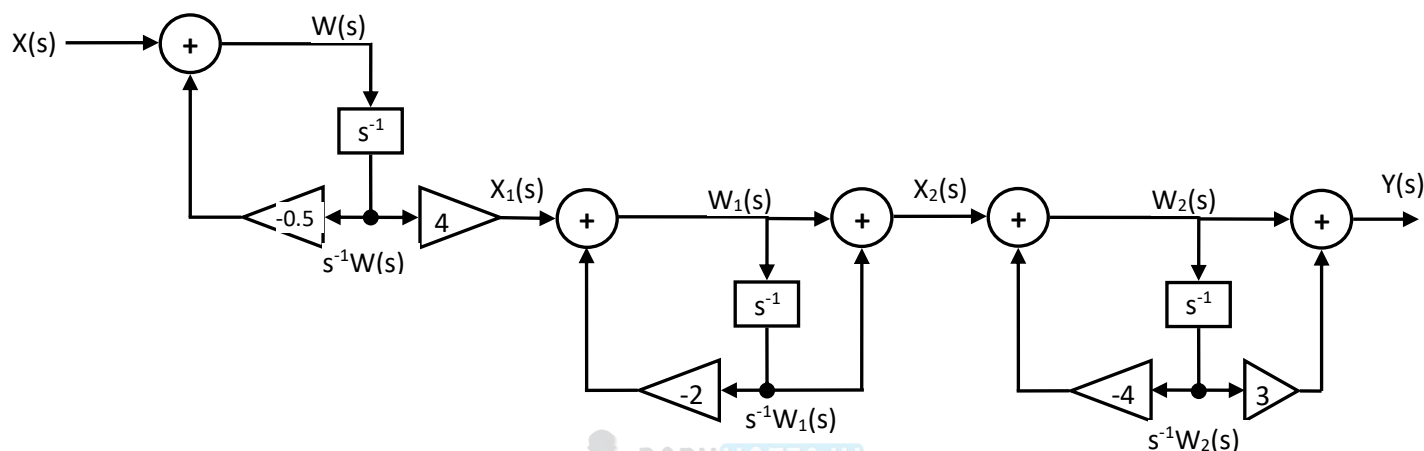 X(s)
+
W(s)
s⁻¹
-0.5
4
s⁻¹W(s)
X₁(s)
+
W₁(s)
+
s⁻¹
-2
s⁻¹W₁(s)
X₂(s)
+
W₂(s)
+
Y(s)
s⁻¹
-4
3
s⁻¹W₂(s)